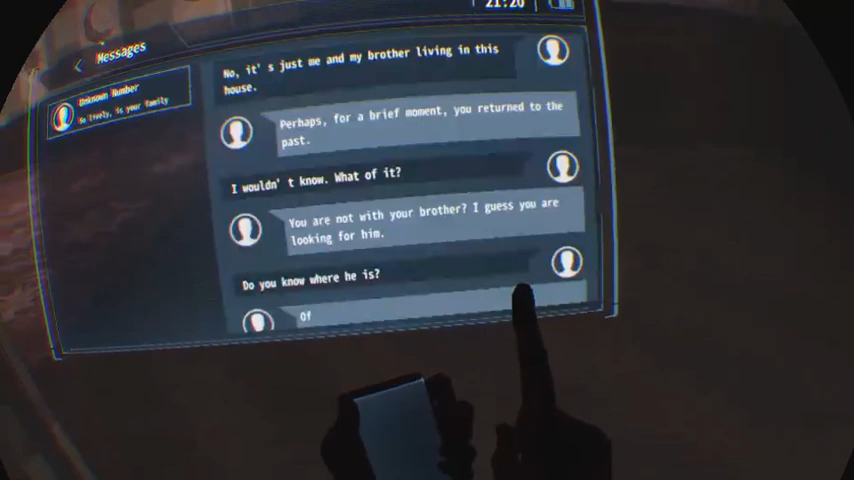 21:20
Messages
Unknown Number
So lively, is your family
No, it' s just me and my brother living in this
house.
Perhaps, for a brief moment, you returned to the
past.
I wouldn' t know. What of it?
You are not with your brother? I guess you are
looking for him.
Do you know where he is?
Of